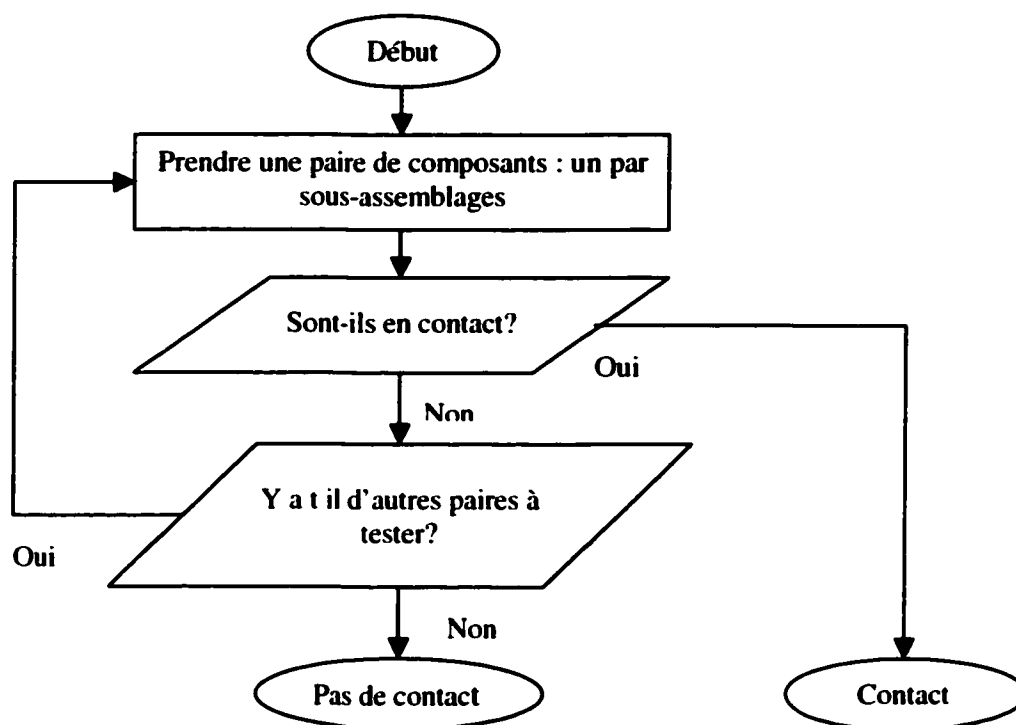 Début
Prendre une paire de composants : un par
sous-assemblages
Sont-ils en contact?
Oui
Non
Y a t il d'autres paires à
tester?
Oui
Non
Pas de contact
Contact